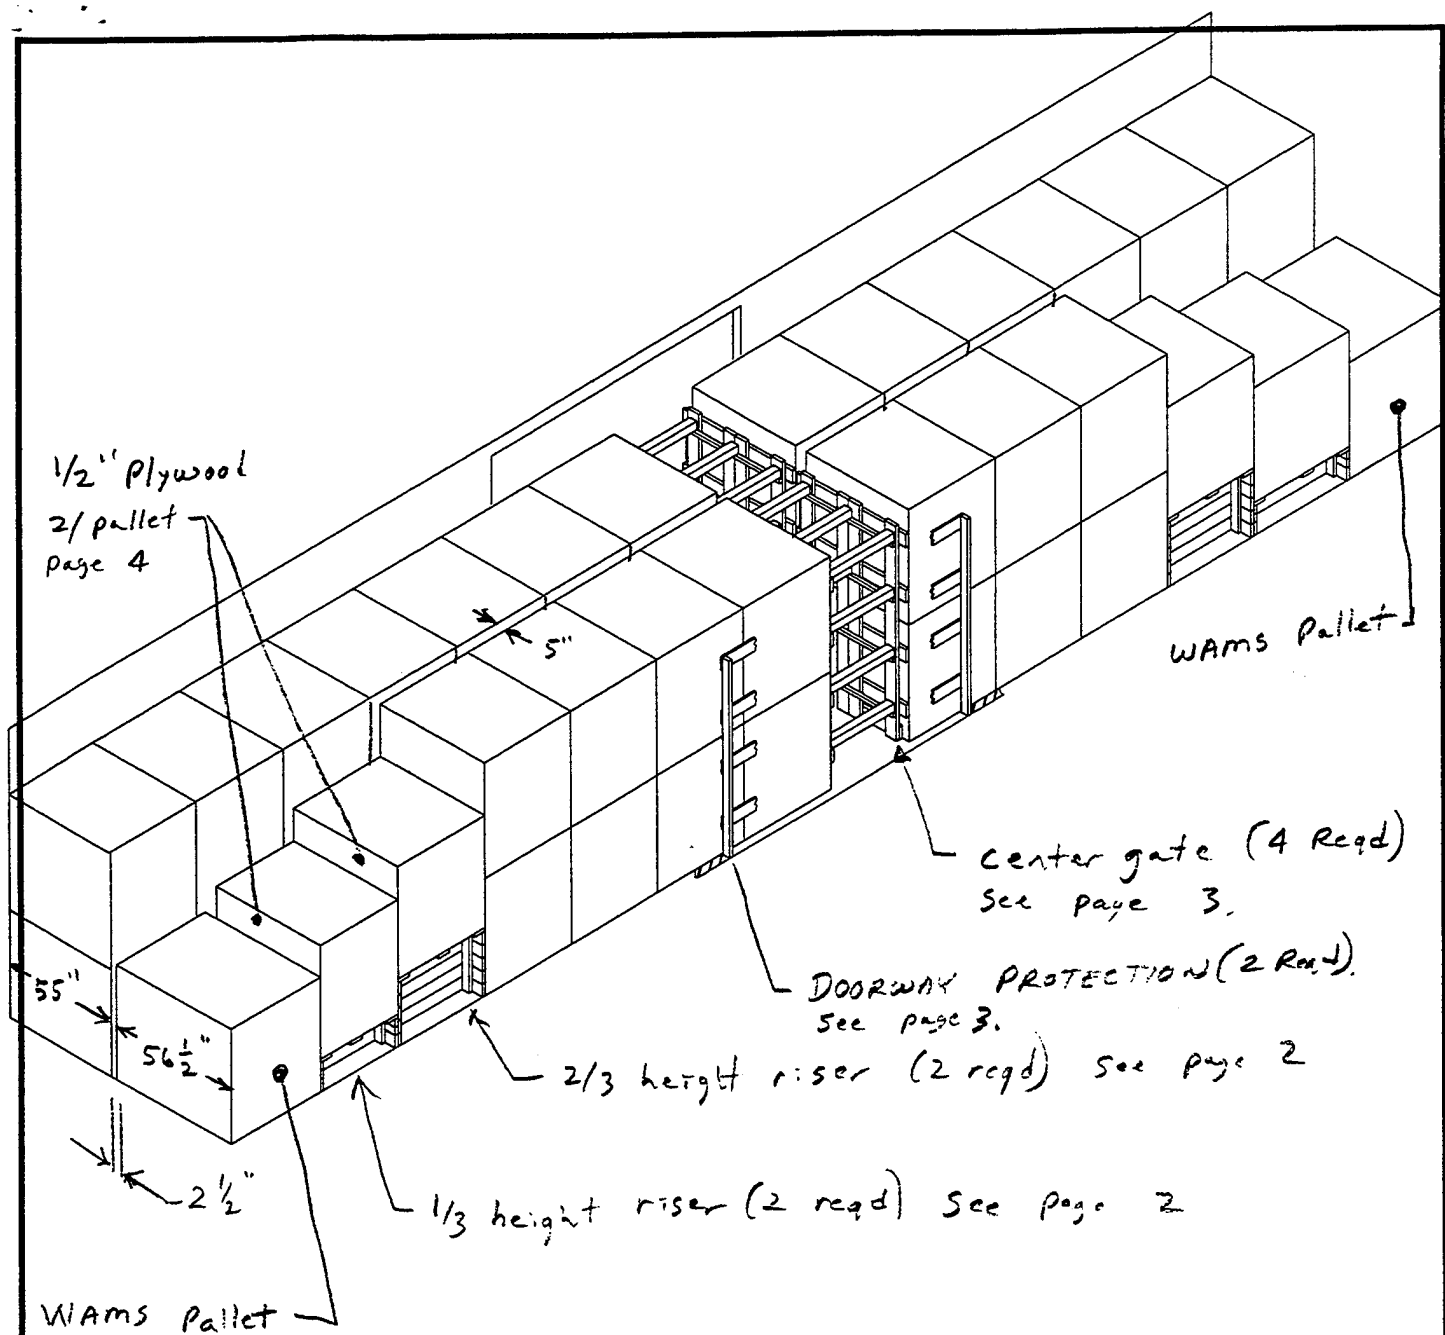 1/2" Plywood
2/pallet
page 4
5"
WAMS Pallet
center gate (4 Reqd)
See page 3.
DOORWAY PROTECTION (2 Reqd).
See page 3.
55"
56 1/2"
2/3 height riser (2 reqd) See page 2
2 1/2"
1/3 height riser (2 reqd) See page 2
WAMS Pallet